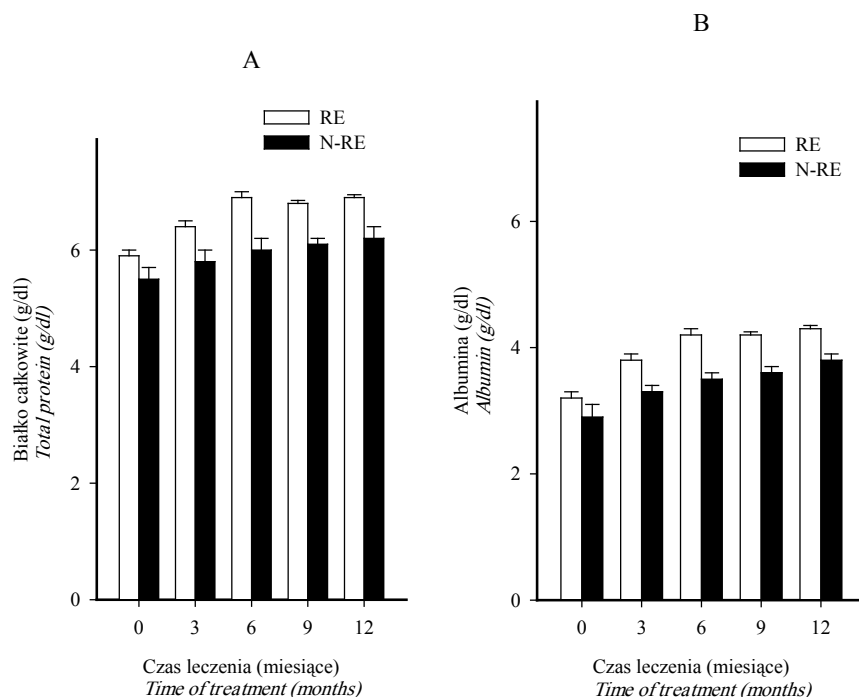 A
RE
N-RE
Białko całkowite (g/dl)
Total protein (g/dl)
6
4
2
0
0 3 6 9 12
Czas leczenia (miesiące)
Time of treatment (months)
B
RE
N-RE
Albumina (g/dl)
Albumin (g/dl)
6
4
2
0
0 3 6 9 12
Czas leczenia (miesiące)
Time of treatment (months)